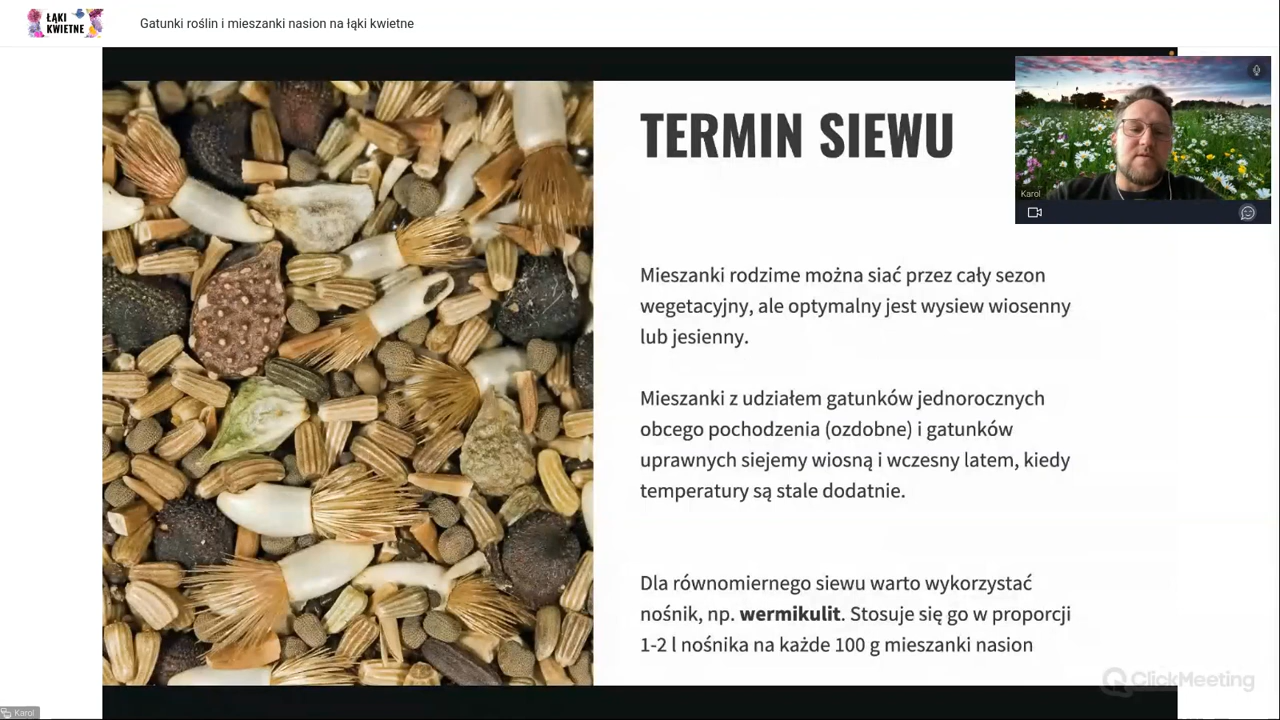 ŁĄKI
KWIETNE
Gatunki roślin i mieszanki nasion na łąki kwietne
TERMIN SIEWU
Karol
Mieszanki rodzime można siać przez cały sezon
wegetacyjny, ale optymalny jest wysiew wiosenny
lub jesienny.
Mieszanki z udziałem gatunków jednorocznych
obcego pochodzenia (ozdobne) i gatunków
uprawnych siejemy wiosną i wczesny latem, kiedy
temperatury są stale dodatnie.
Dla równomiernego siewu warto wykorzystać
nośnik, np. wermikulit. Stosuje się go w proporcji
1-2 l nośnika na każde 100 g mieszanki nasion
ClickMeeting
Karol